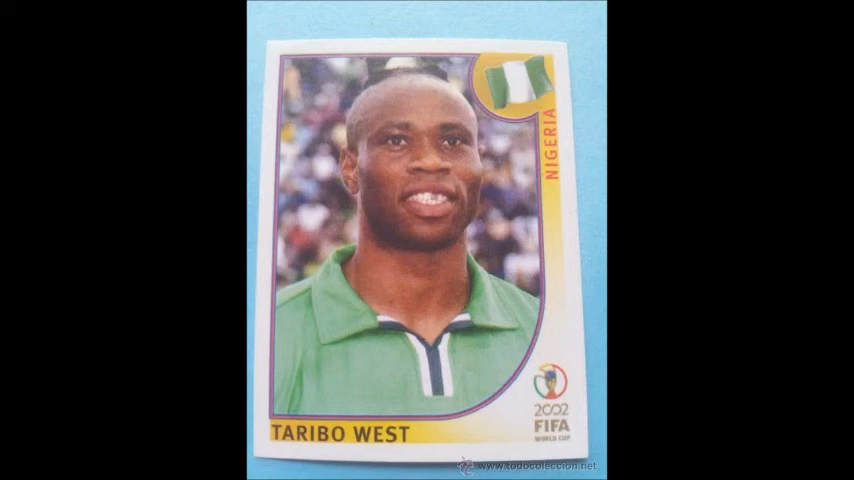 NIGERIA
TARIBO WEST
2002
FIFA
WORLD CUP
www.todocoleccion.net